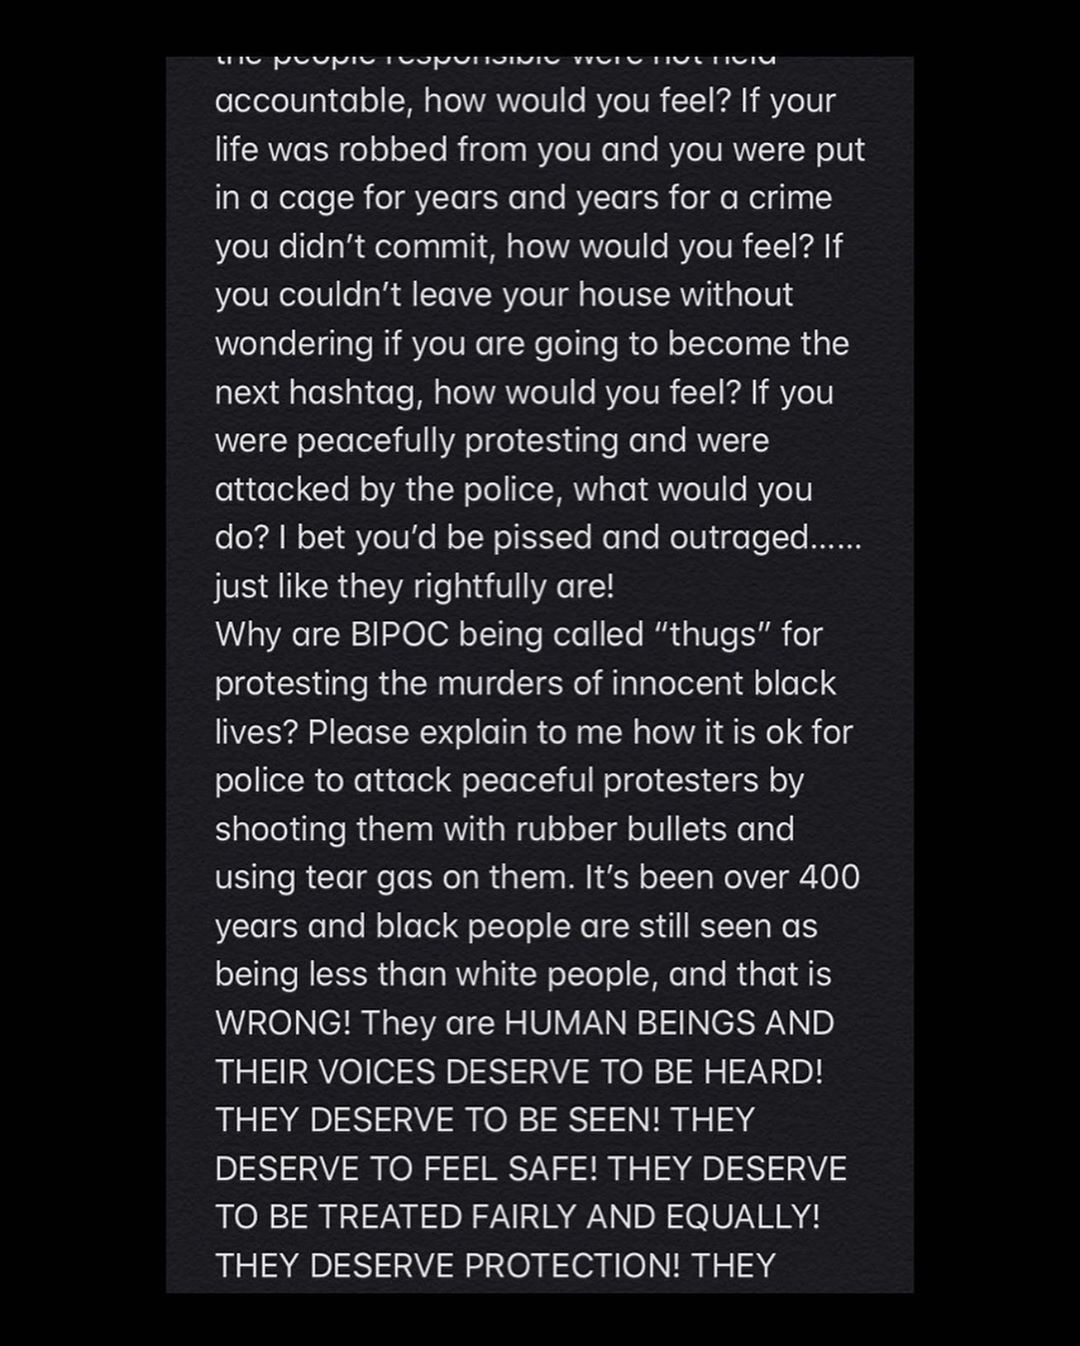 the people responsible were not held
accountable, how would you feel? If your
life was robbed from you and you were put
in a cage for years and years for a crime
you didn’t commit, how would you feel? If
you couldn’t leave your house without
wondering if you are going to become the
next hashtag, how would you feel? If you
were peacefully protesting and were
attacked by the police, what would you
do? I bet you’d be pissed and outraged......
just like they rightfully are!
Why are BIPOC being called “thugs” for
protesting the murders of innocent black
lives? Please explain to me how it is ok for
police to attack peaceful protesters by
shooting them with rubber bullets and
using tear gas on them. It’s been over 400
years and black people are still seen as
being less than white people, and that is
WRONG! They are HUMAN BEINGS AND
THEIR VOICES DESERVE TO BE HEARD!
THEY DESERVE TO BE SEEN! THEY
DESERVE TO FEEL SAFE! THEY DESERVE
TO BE TREATED FAIRLY AND EQUALLY!
THEY DESERVE PROTECTION! THEY